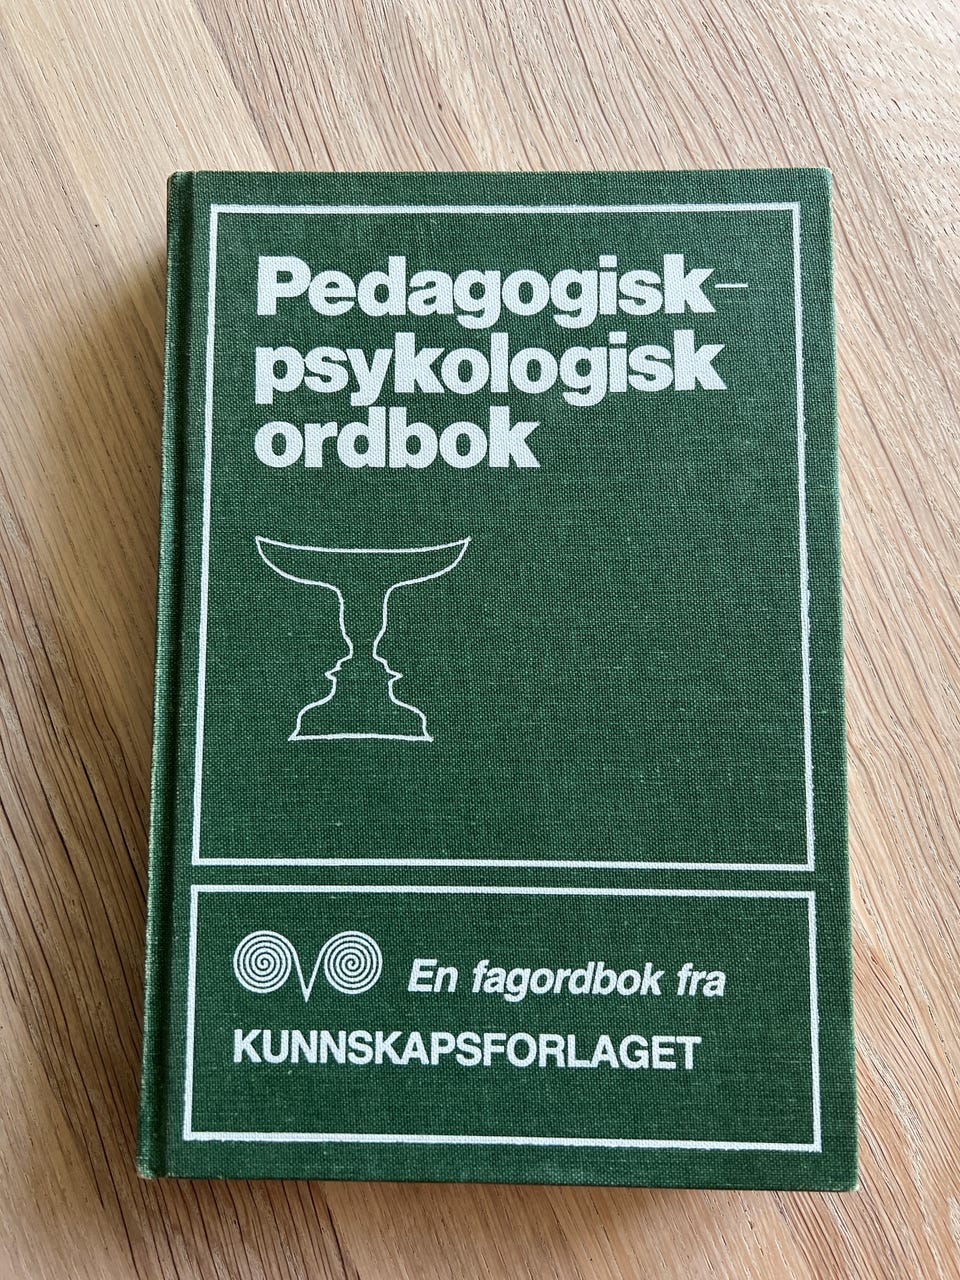 Pedagogisk–
psykologisk
ordbok
En fagordbok fra
KUNNSKAPSFORLAGET